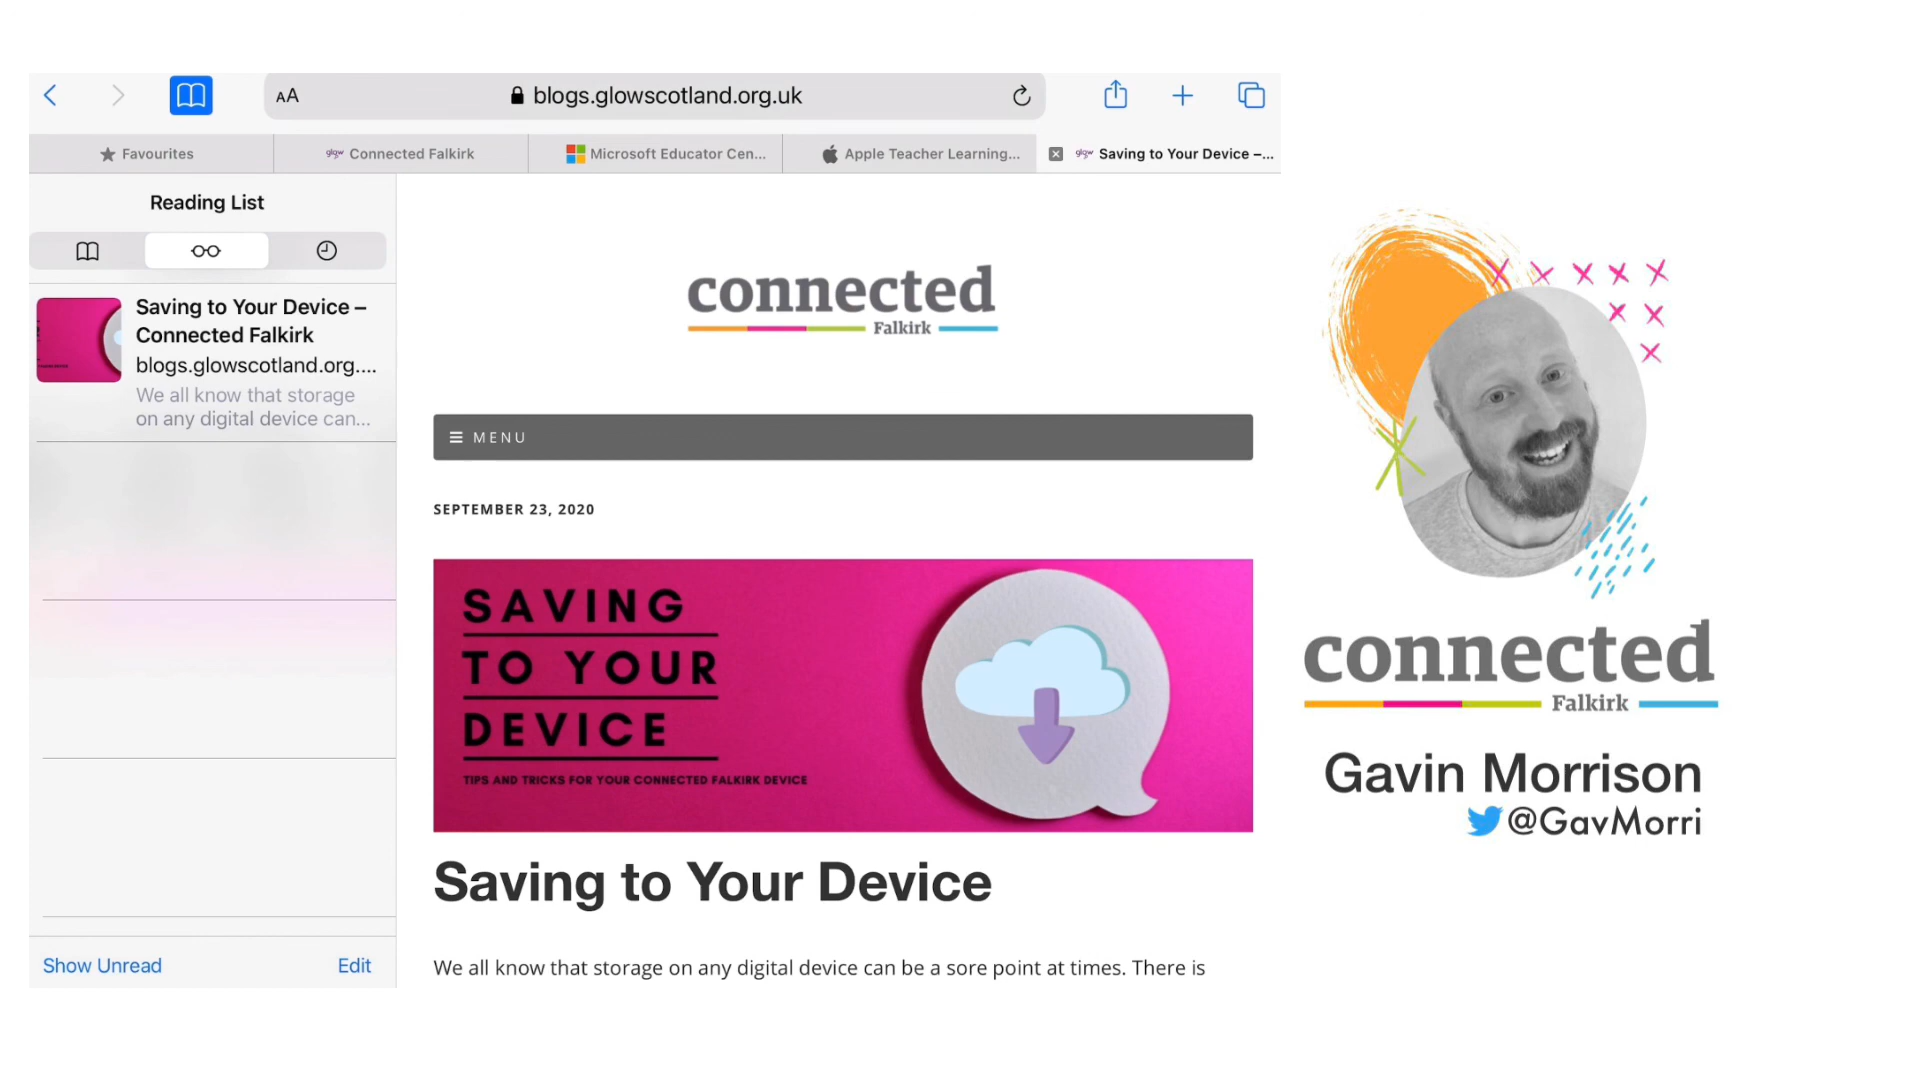 AA
blogs.glowscotland.org.uk
Favourites
glow Connected Falkirk
Microsoft Educator Cen...
Apple Teacher Learning...
glow Saving to Your Device –...
Reading List
Saving to Your Device –
Connected Falkirk
blogs.glowscotland.org....
We all know that storage
on any digital device can...
Show Unread
Edit
connected
Falkirk
MENU
SEPTEMBER 23, 2020
SAVING
TO YOUR
DEVICE
TIPS AND TRICKS FOR YOUR CONNECTED FALKIRK DEVICE
Saving to Your Device
We all know that storage on any digital device can be a sore point at times. There is
connected
Falkirk
Gavin Morrison
@GavMorri